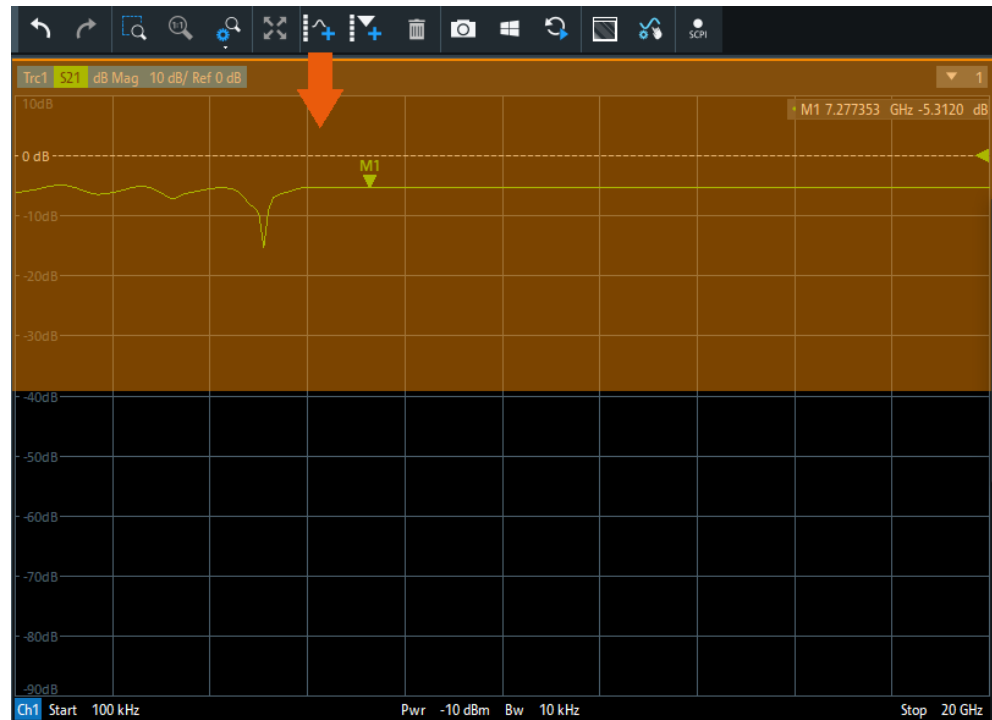 1:1
SCPI
Trc1 S21 dB Mag 10 dB/ Ref 0 dB 1
10dB
M1 7.277353 GHz -5.3120 dB
0 dB
M1
-10dB
-20dB
-30dB
-40dB
-50dB
-60dB
-70dB
-80dB
-90dB
Ch1 Start 100 kHz Pwr -10 dBm Bw 10 kHz Stop 20 GHz